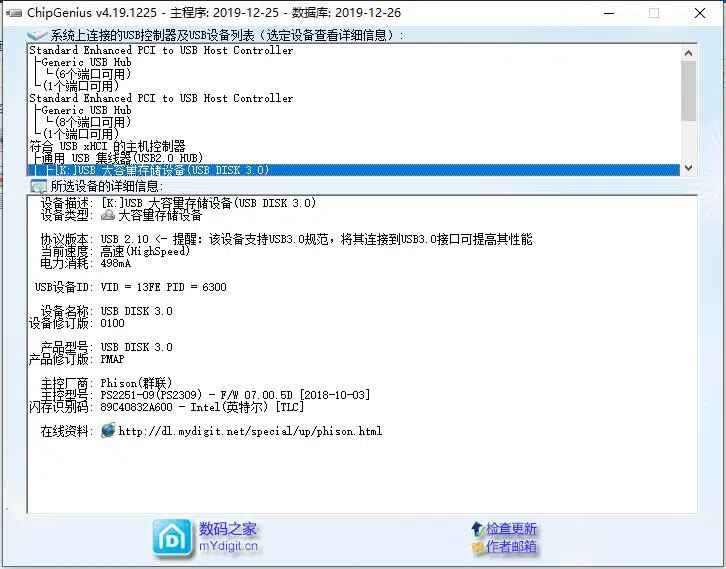 ChipGenius v4.19.1225 - 主程序: 2019-12-25 - 数据库: 2019-12-26
系统上连接的USB控制器及USB设备列表（选定设备查看详细信息）:
Standard Enhanced PCI to USB Host Controller
Generic USB Hub
(6个端口可用)
(1个端口可用)
Standard Enhanced PCI to USB Host Controller
Generic USB Hub
(8个端口可用)
(1个端口可用)
符合 USB xHCI 的主机控制器
通用 USB 集线器(USB2.0 HUB)
[K:]USB 大容量存储设备(USB DISK 3.0)
所选设备的详细信息:
设备描述: [K:]USB 大容量存储设备(USB DISK 3.0)
设备类型: 大容量存储设备
协议版本: USB 2.10 <- 提醒: 该设备支持USB3.0规范，将其连接到USB3.0接口可提高其性能
当前速度: 高速(HighSpeed)
电力消耗: 498mA
USB设备ID: VID = 13FE PID = 6300
设备名称: USB DISK 3.0
设备修订版: 0100
产品型号: USB DISK 3.0
产品修订版: PMAP
主控厂商: Phison(群联)
主控型号: PS2251-09(PS2309) - F/W 07.00.5D [2018-10-03]
闪存识别码: 89C40832A600 - Intel(英特尔) [TLC]
在线资料: http://dl.mydigit.net/special/up/phison.html
数码之家
mYdigit.cn
检查更新
作者邮箱